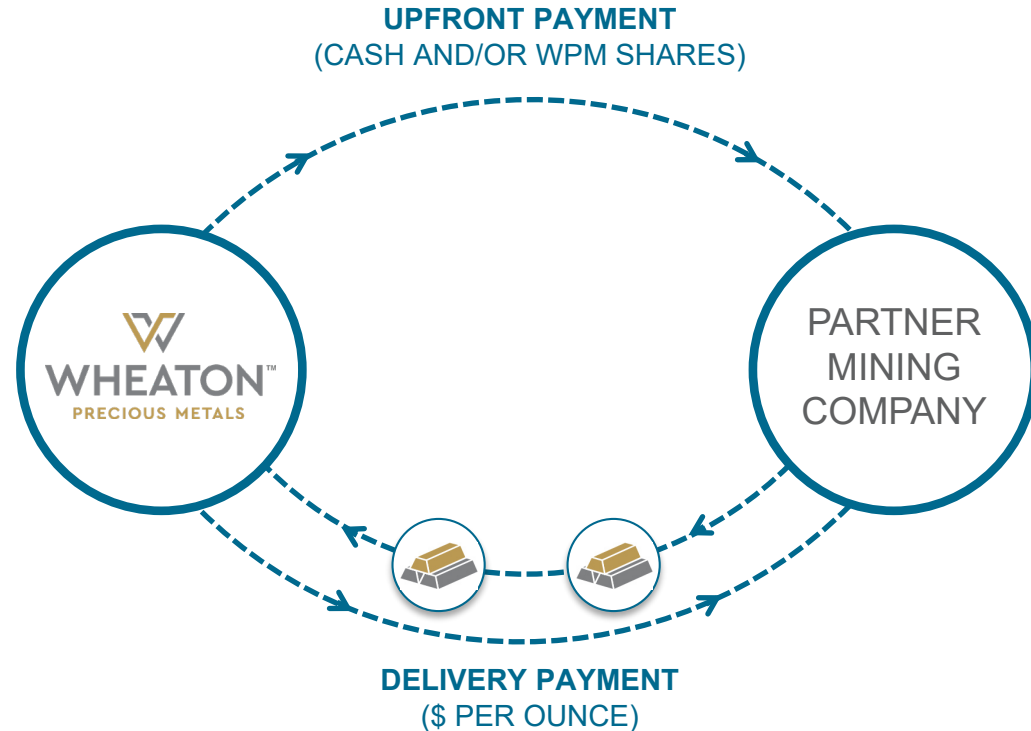 UPFRONT PAYMENT
(CASH AND/OR WPM SHARES)
WHEATON™
PRECIOUS METALS
PARTNER
MINING
COMPANY
DELIVERY PAYMENT
($ PER OUNCE)